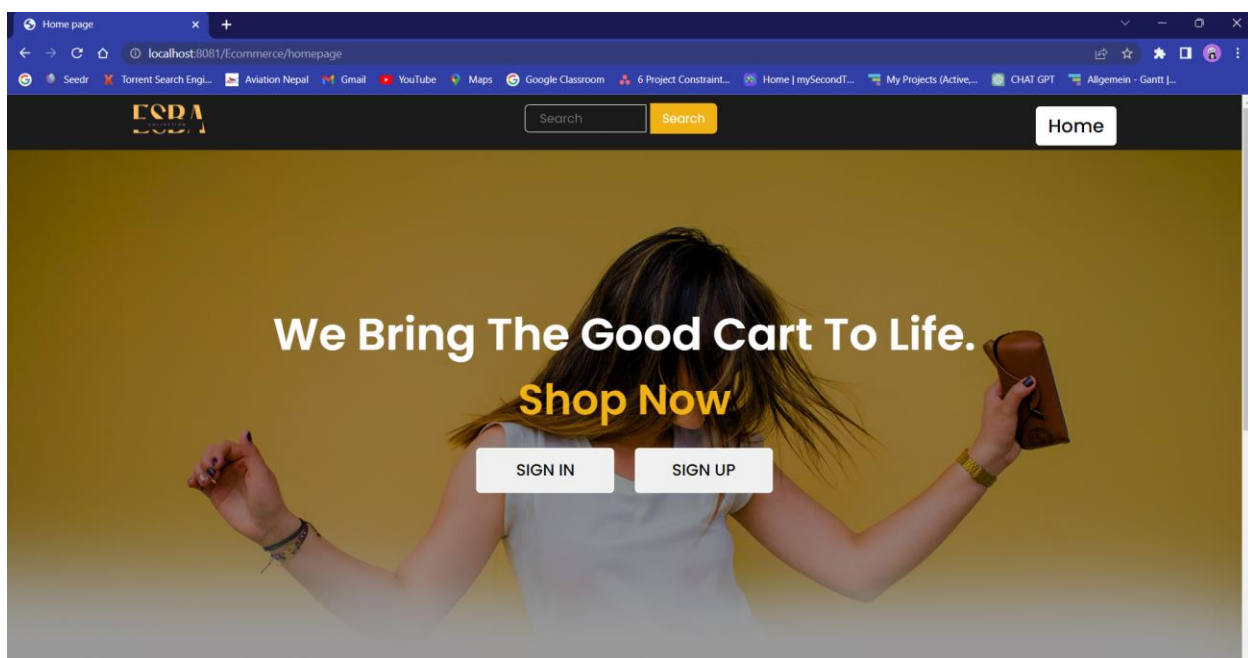 Home page
localhost:8081/Ecommerce/homepage
Seedr Torrent Search Engi... Aviation Nepal Gmail YouTube Maps Google Classroom 6 Project Constraint... Home | mySecondT... My Projects (Active,... CHAT GPT Allgemein - Gantt |...
ESBA
Search Search Home
We Bring The Good Cart To Life.
Shop Now
SIGN IN SIGN UP